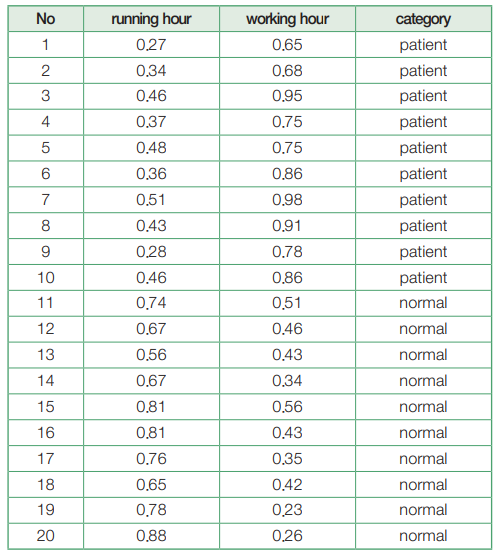 No running hour working hour category
1 0.27 0.65 patient
2 0.34 0.68 patient
3 0.46 0.95 patient
4 0.37 0.75 patient
5 0.48 0.75 patient
6 0.36 0.86 patient
7 0.51 0.98 patient
8 0.43 0.91 patient
9 0.28 0.78 patient
10 0.46 0.86 patient
11 0.74 0.51 normal
12 0.67 0.46 normal
13 0.56 0.43 normal
14 0.67 0.34 normal
15 0.81 0.56 normal
16 0.81 0.43 normal
17 0.76 0.35 normal
18 0.65 0.42 normal
19 0.78 0.23 normal
20 0.88 0.26 normal